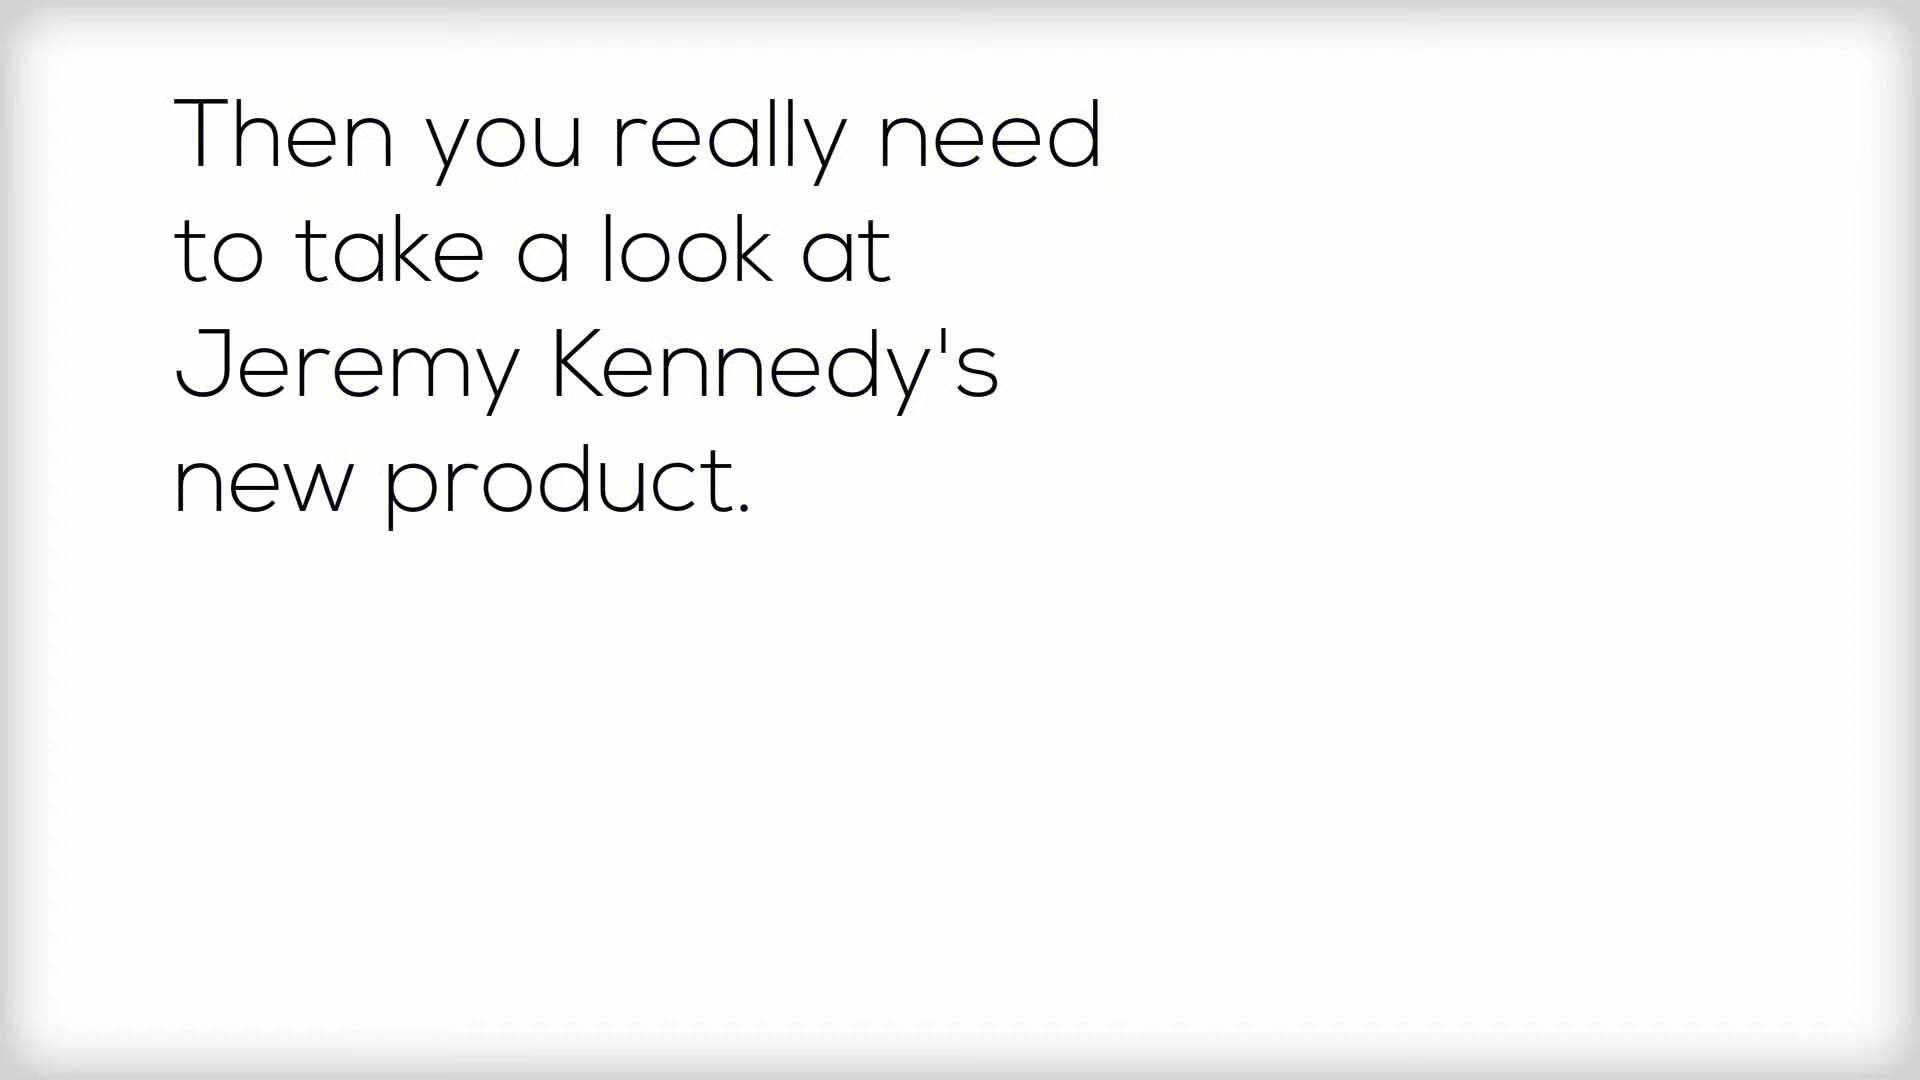 Then you really need
to take a look at
Jeremy Kennedy's
new product.